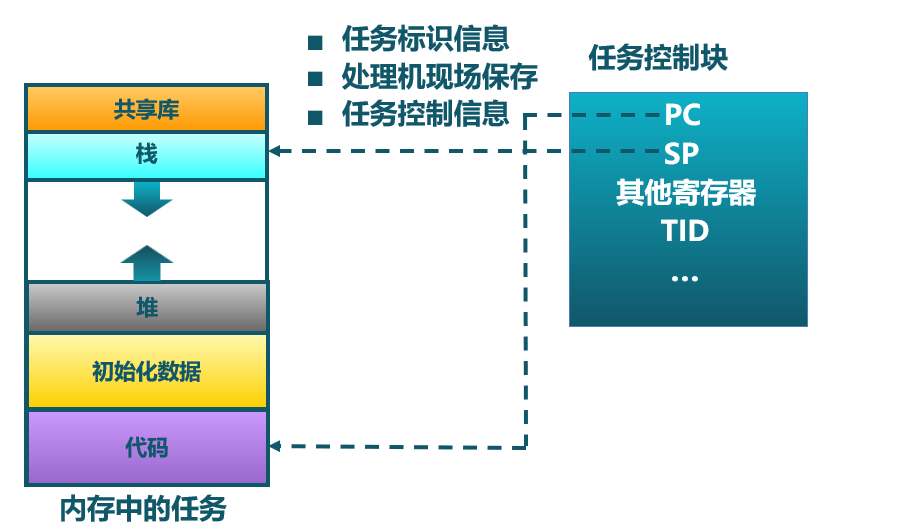 ■ 任务标识信息
■ 处理机现场保存
■ 任务控制信息
任务控制块
共享库
栈
堆
初始化数据
代码
内存中的任务
PC
SP
其他寄存器
TID
...